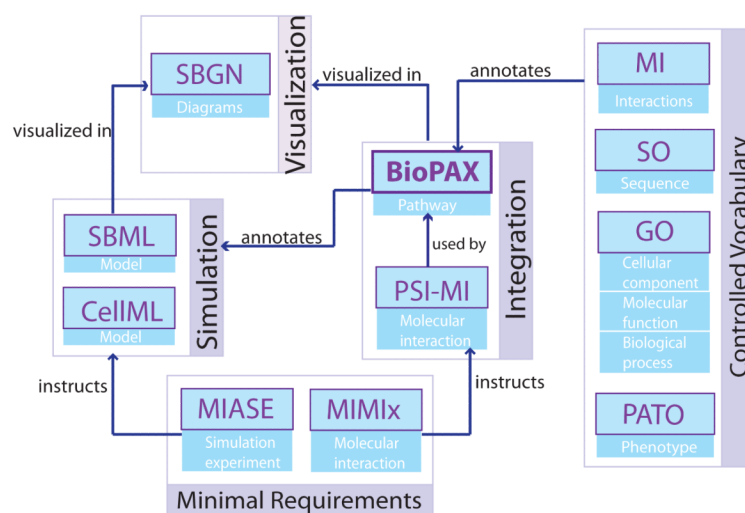 SBGN
Diagrams
Visualization
visualized in
visualized in
annotates
MI
Interactions
SO
Sequence
GO
Cellular
component
Molecular
function
Biological
process
PATO
Phenotype
Controlled Vocabulary
BioPAX
Pathway
used by
PSI-MI
Molecular
interaction
Integration
annotates
SBML
Model
CellML
Model
Simulation
instructs
instructs
MIASE
Simulation
experiment
MIMIx
Molecular
interaction
Minimal Requirements